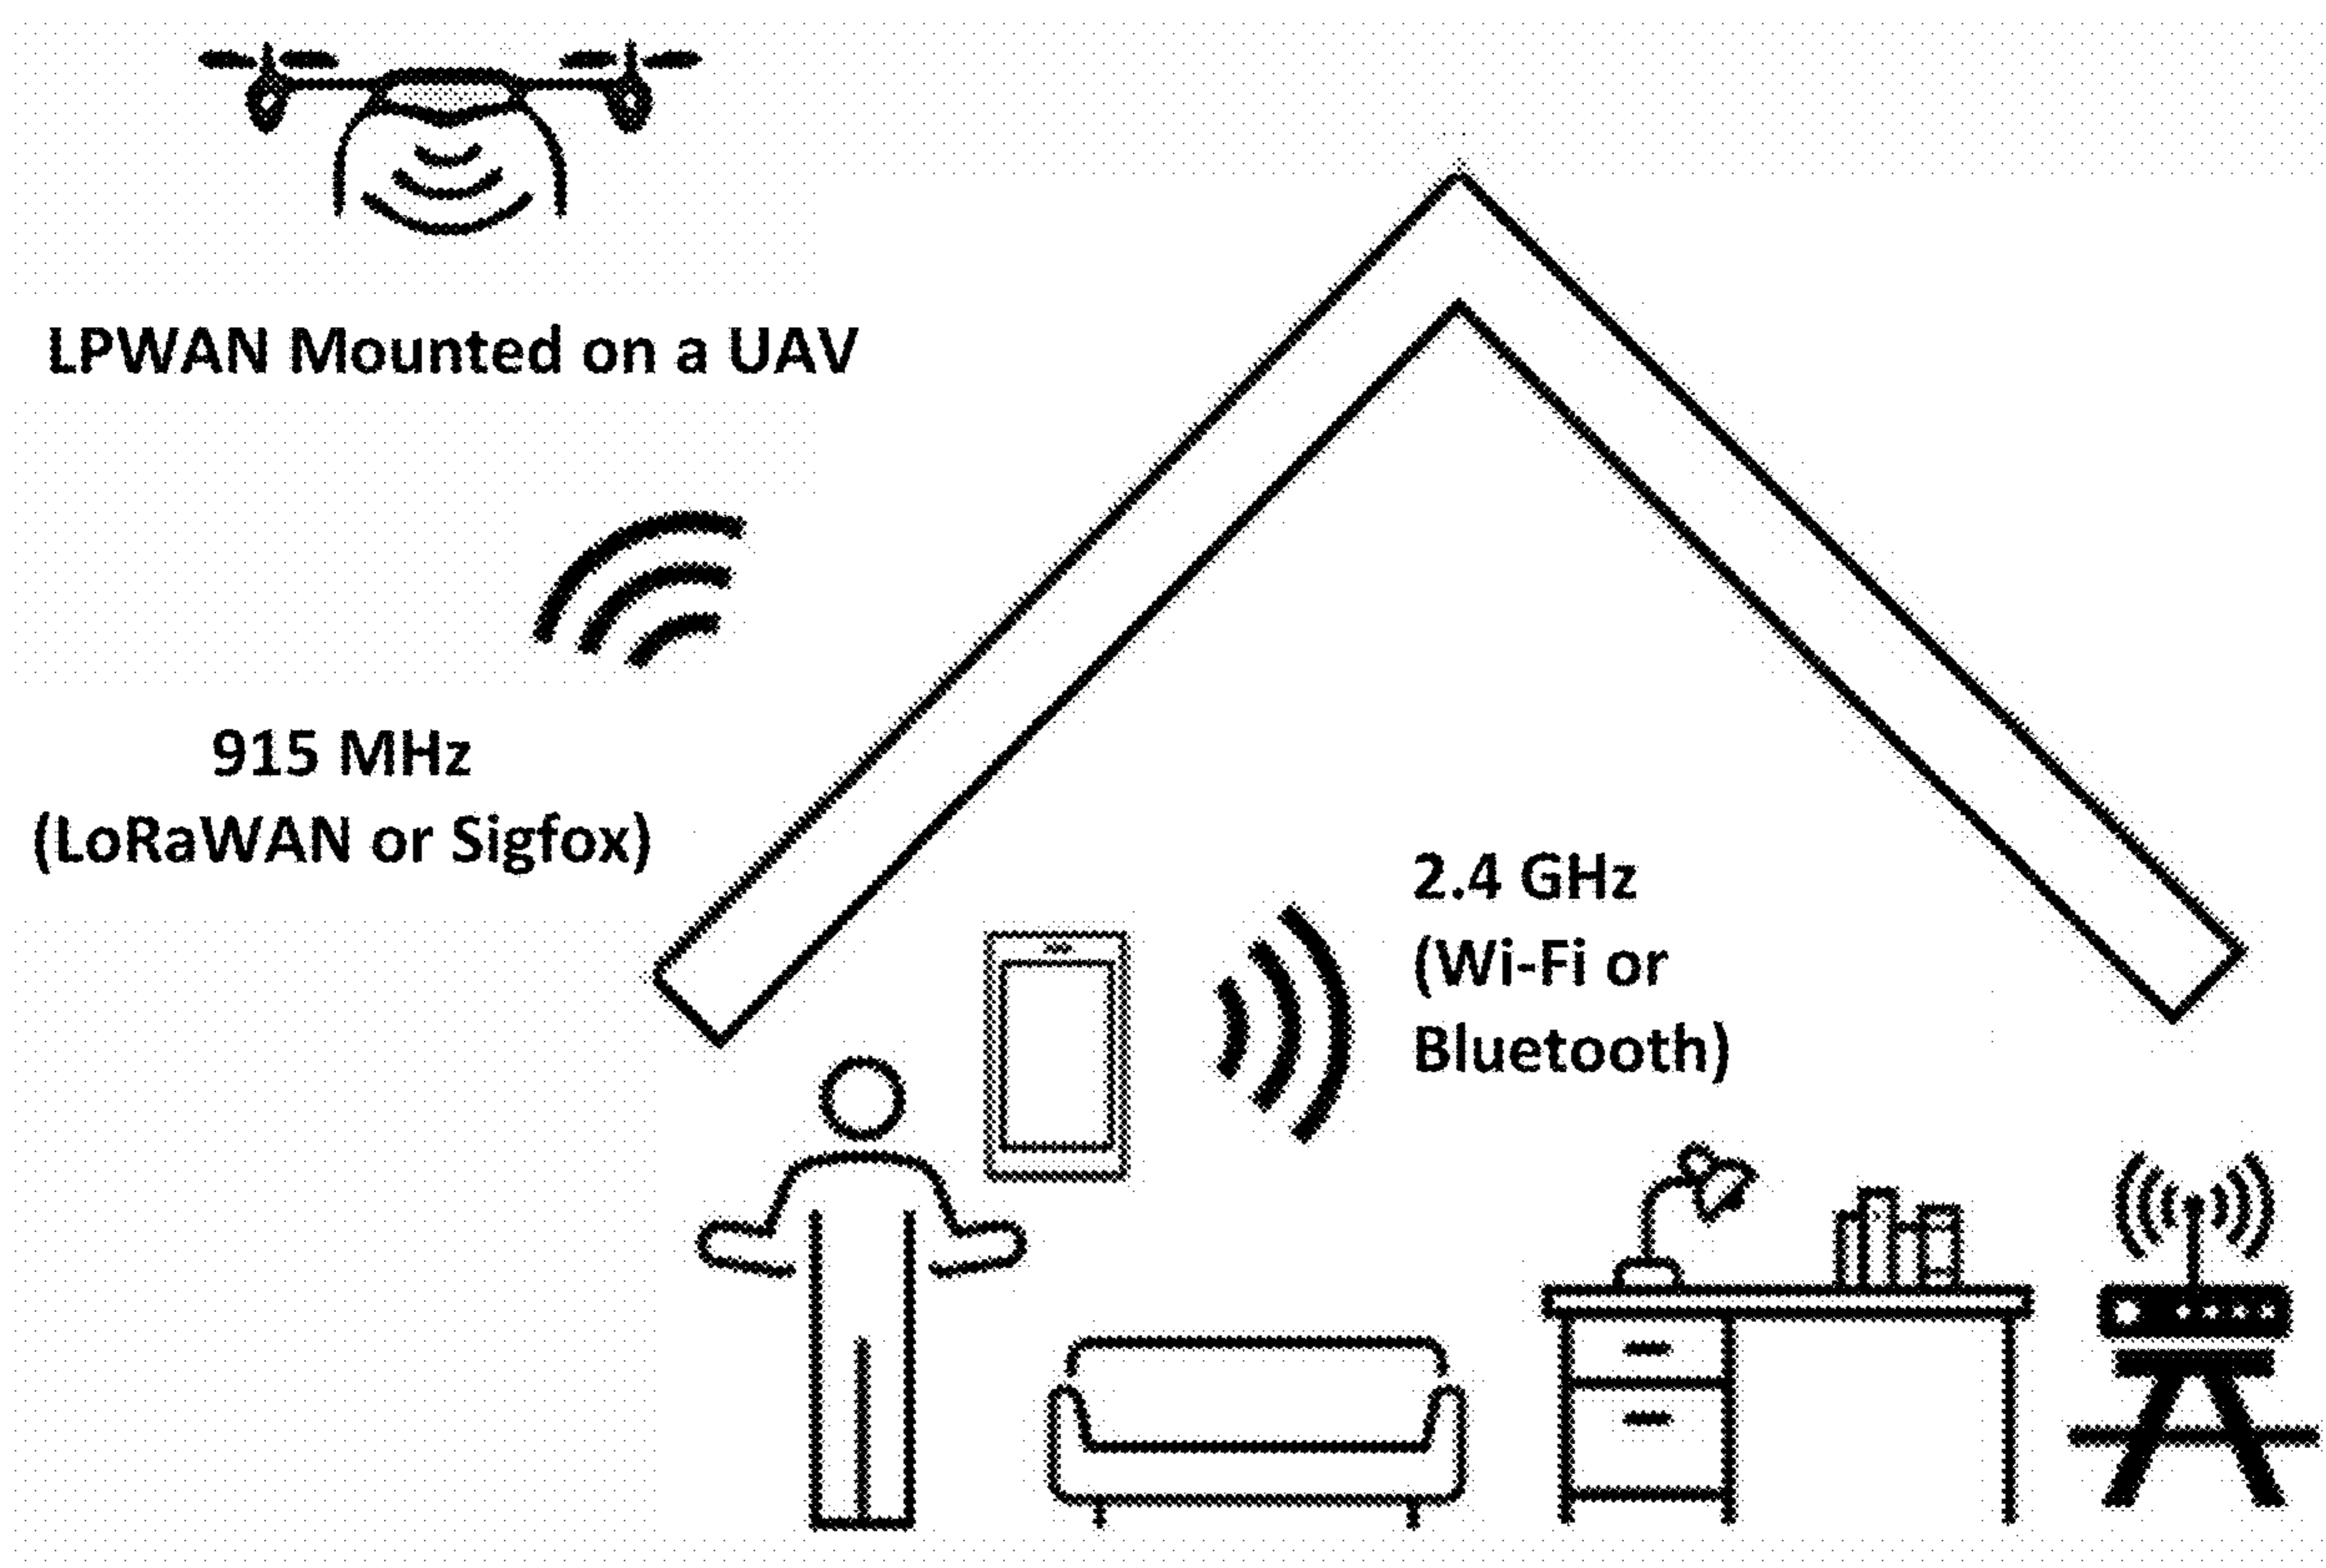 LPWAN Mounted on a UAV
915 MHz
(LoRaWAN or Sigfox)
2.4 GHz
(Wi-Fi or
Bluetooth)